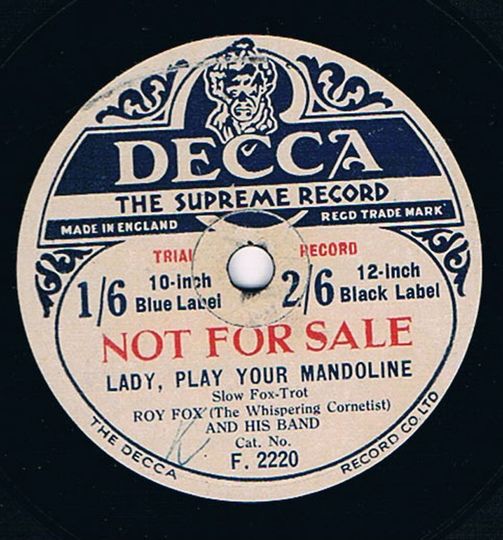 DECCA
THE SUPREME RECORD
MADE IN ENGLAND
REGD TRADE MARK
TRIAL RECORD
1/6 10-inch Blue Label
2/6 12-inch Black Label
NOT FOR SALE
LADY, PLAY YOUR MANDOLINE
Slow Fox-Trot
ROY FOX (The Whispering Cornetist)
AND HIS BAND
Cat. No.
F. 2220
THE DECCA RECORD CO LTD